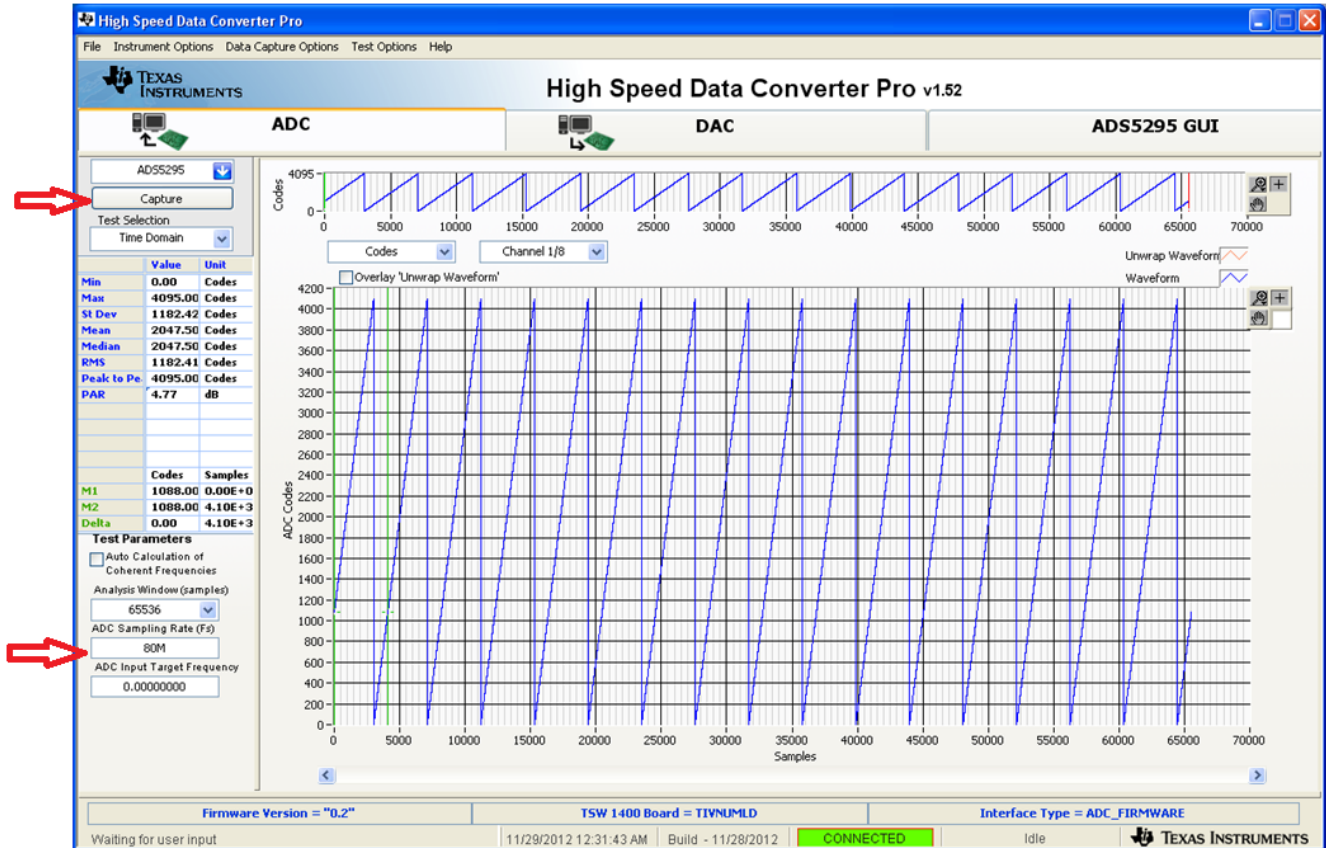 High Speed Data Converter Pro
File Instrument Options Data Capture Options Test Options Help
TEXAS INSTRUMENTS
High Speed Data Converter Pro v1.52
ADC DAC ADS5295 GUI
ADS5295
Capture
Test Selection
Time Domain
Value Unit
Min 0.00 Codes
Max 4095.00 Codes
St Dev 1182.42 Codes
Mean 2047.50 Codes
Median 2047.50 Codes
RMS 1182.41 Codes
Peak to Pe. 4095.00 Codes
PAR 4.77 dB
Codes Samples
M1 1088.00 0.00E+0
M2 1088.00 4.10E+3
Delta 0.00 4.10E+3
Test Parameters
Auto Calculation of
Coherent Frequencies
Analysis Window (samples)
65536
ADC Sampling Rate (Fs)
80M
ADC Input Target Frequency
0.00000000
Codes
4095
0
0 5000 10000 15000 20000 25000 30000 35000 40000 45000 50000 55000 60000 65000 70000
Codes Channel 1/8
Unwrap Waveform
Overlay 'Unwrap Waveform'
Waveform
ADC Codes
4200
4000
3800
3600
3400
3200
3000
2800
2600
2400
2200
2000
1800
1600
1400
1200
1000
800
600
400
200
0
0 5000 10000 15000 20000 25000 30000 35000 40000 45000 50000 55000 60000 65000 70000
Samples
Firmware Version = "0.2" TSW 1400 Board = TIVNUMLD Interface Type = ADC_FIRMWARE
Waiting for user input 11/29/2012 12:31:43 AM Build - 11/28/2012 CONNECTED Idle TEXAS INSTRUMENTS